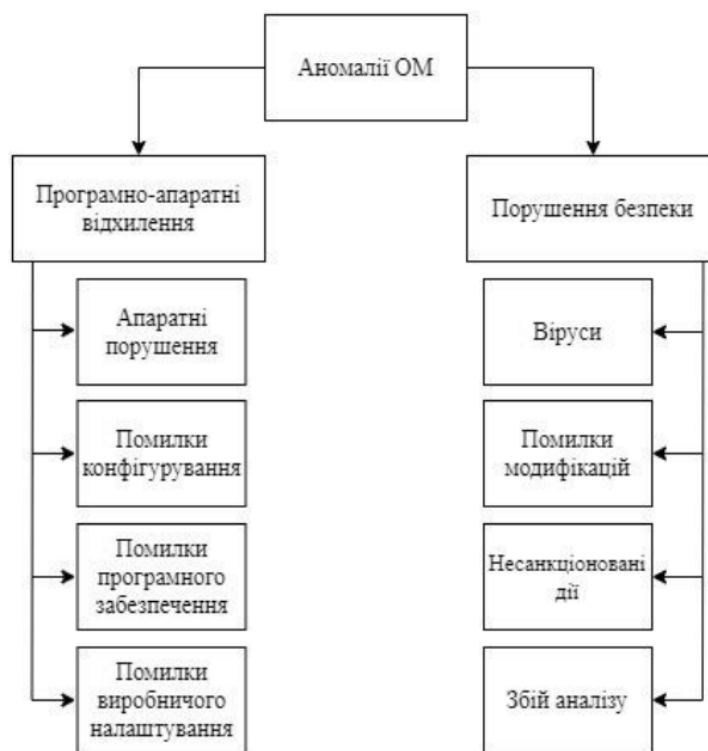 Аномалії ОМ
Програмно-апаратні
відхилення
Апаратні
порушення
Помилки
конфігурування
Помилки
програмного
забезпечення
Помилки
виробничого
налаштування
Порушення безпеки
Віруси
Помилки
модифікацій
Несанкціоновані
дії
Збій аналізу